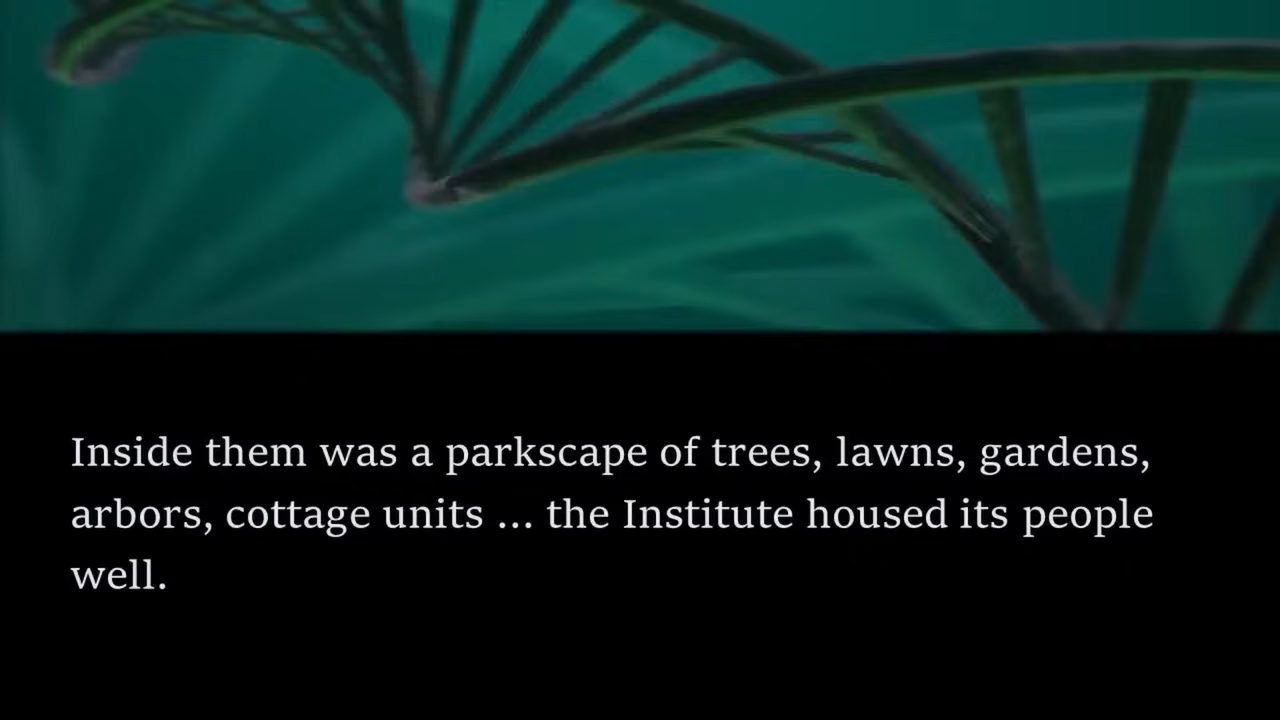 Inside them was a parkscape of trees, lawns, gardens,
arbors, cottage units ... the Institute housed its people
well.